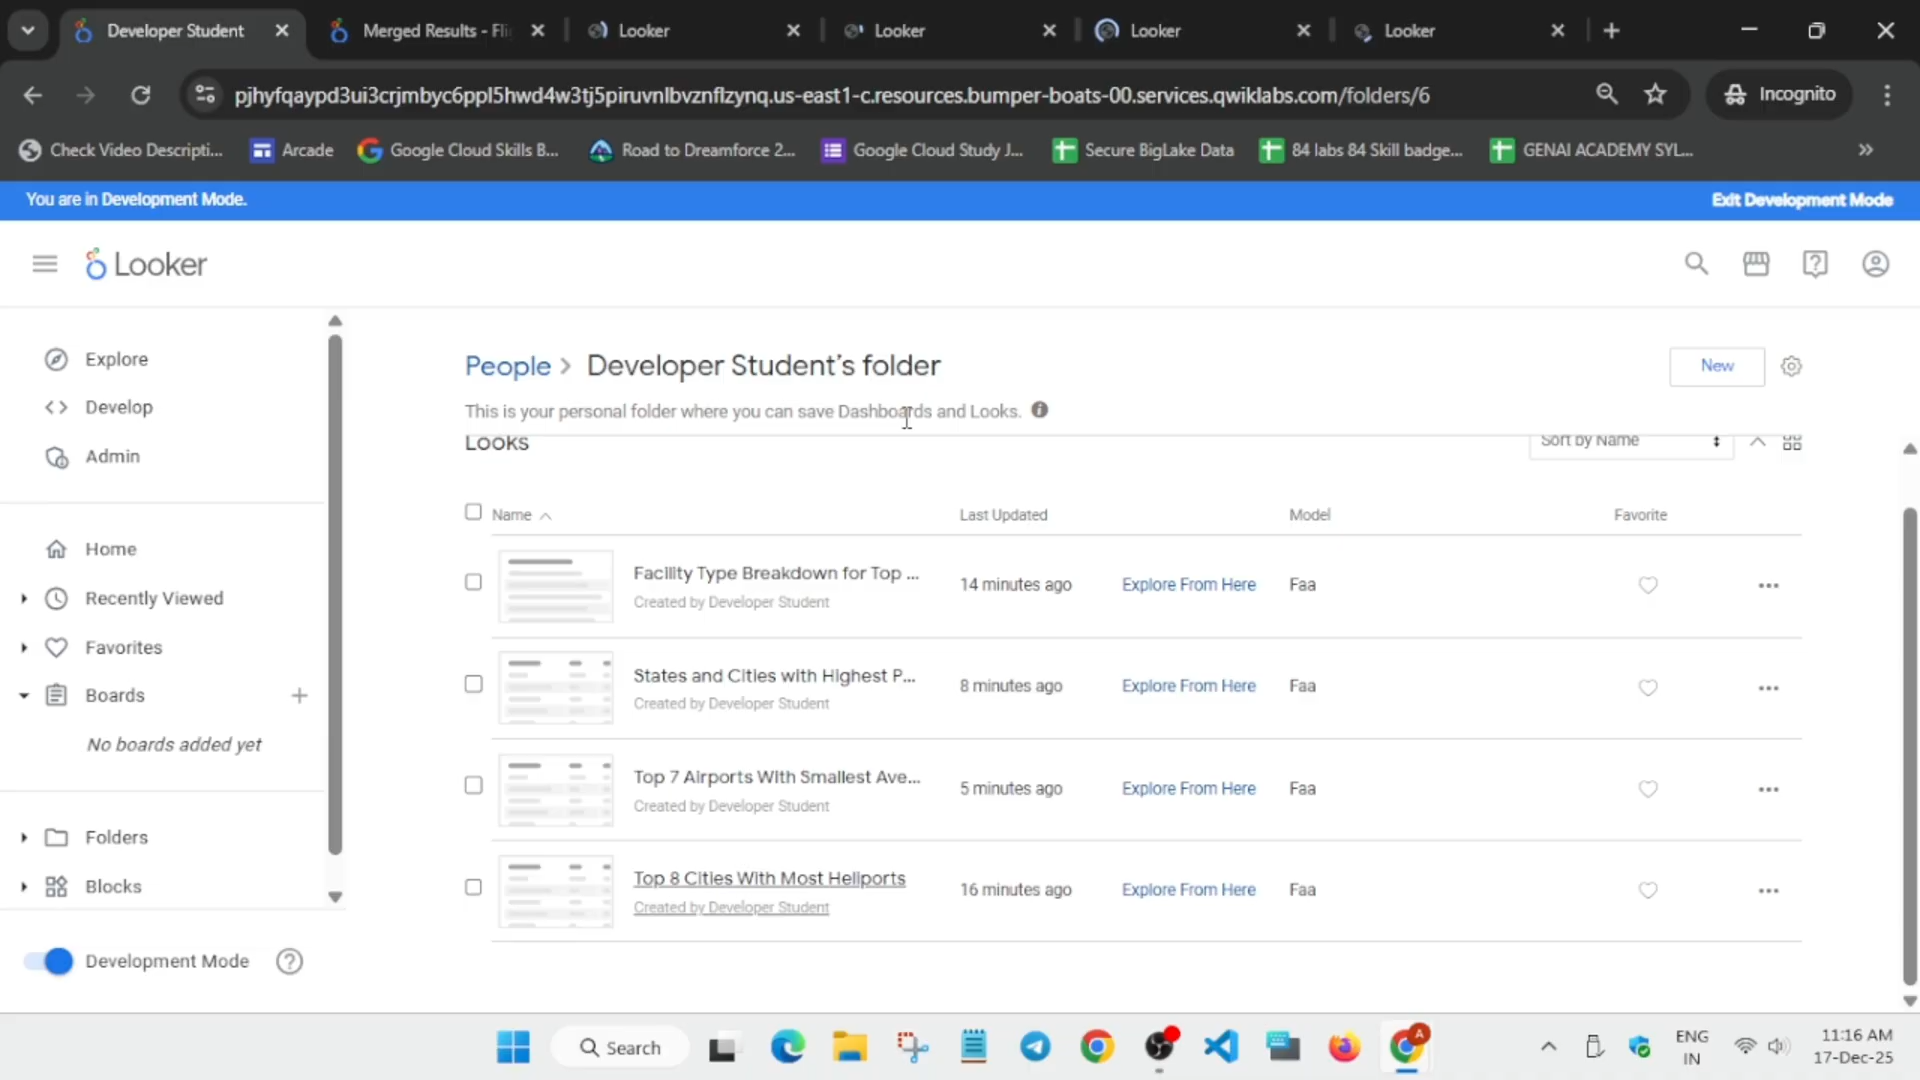 Developer Student
Merged Results - Fli
Looker
Looker
Looker
Looker
pjhyfqaypd3ui3crjmbyc6ppl5hwd4w3tj5piruvnlbvznflzynq.us-east1-c.resources.bumper-boats-00.services.qwiklabs.com/folders/6
Incognito
Check Video Descripti...
Arcade
Google Cloud Skills B...
Road to Dreamforce 2...
Google Cloud Study J...
Secure BigLake Data
84 labs 84 Skill badge...
GENAI ACADEMY SYL...
You are in Development Mode.
Exit Development Mode
Looker
Explore
Develop
Admin
Home
Recently Viewed
Favorites
Boards
No boards added yet
Folders
Blocks
Development Mode
People > Developer Student's folder
New
This is your personal folder where you can save Dashboards and Looks.
Looks
Sort by Name
Name
Last Updated
Model
Favorite
Facility Type Breakdown for Top ...
Created by Developer Student
14 minutes ago
Explore From Here
Faa
States and Cities with Highest P...
Created by Developer Student
8 minutes ago
Explore From Here
Faa
Top 7 Airports With Smallest Ave...
Created by Developer Student
5 minutes ago
Explore From Here
Faa
Top 8 Cities With Most Heliports
Created by Developer Student
16 minutes ago
Explore From Here
Faa
Search
A
ENG
IN
11:16 AM
17-Dec-25